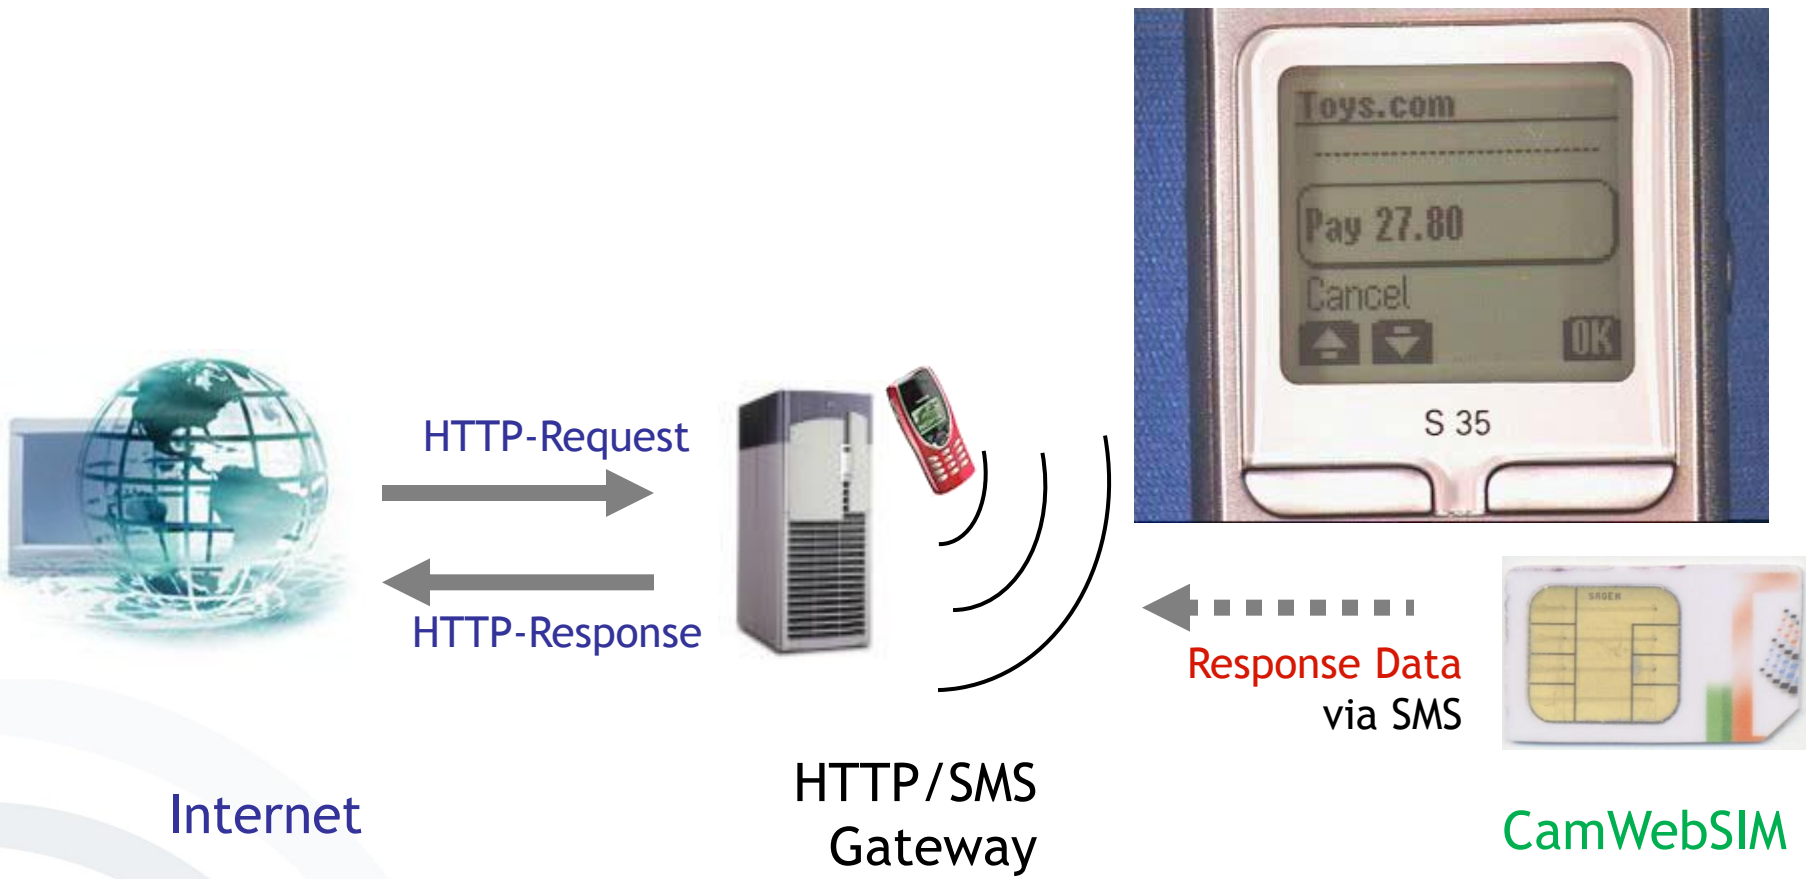 Toys.com
Pay 27.80
Cancel
OK
S 35
HTTP-Request
HTTP-Response
SAGEM
Response Data
via SMS
HTTP/SMS
Gateway
Internet
CamWebSIM